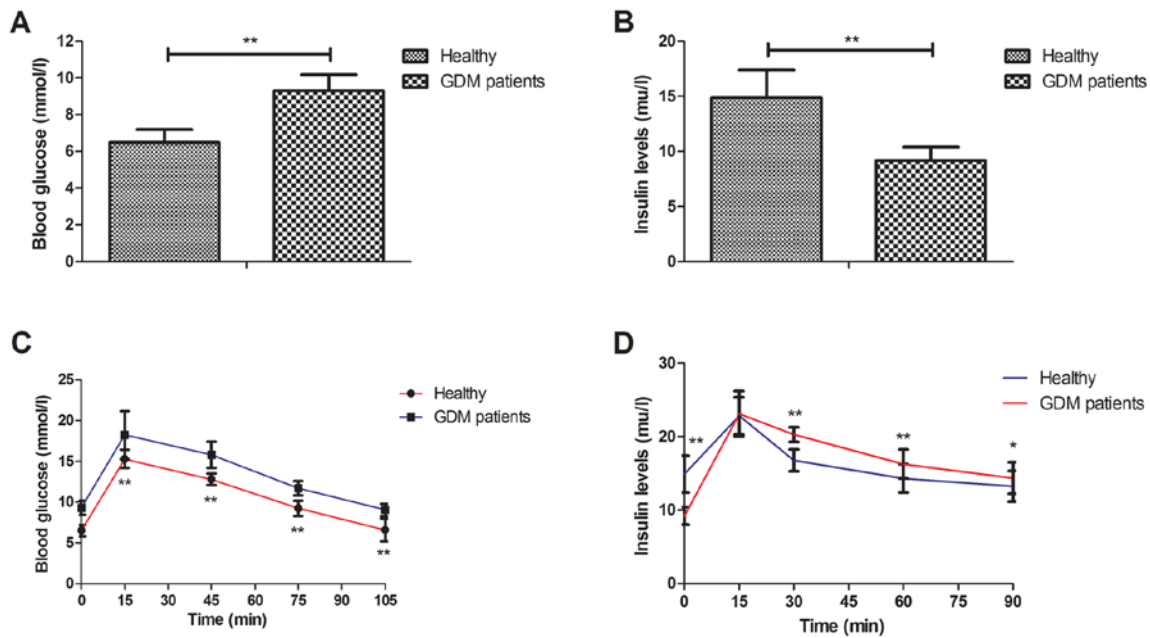 A
Blood glucose (mmol/l)
12
10
8
6
4
2
0
**
Healthy
GDM patients
B
Insulin levels (mu/l)
20
15
10
5
0
**
Healthy
GDM patients
C
Blood glucose (mmol/l)
25
20
15
10
5
0
** ** ** **
0 15 30 45 60 75 90 105
Time (min)
Healthy
GDM patients
D
Insulin levels (mu/l)
30
20
10
0
** ** ** *
0 15 30 45 60 75 90
Time (min)
Healthy
GDM patients